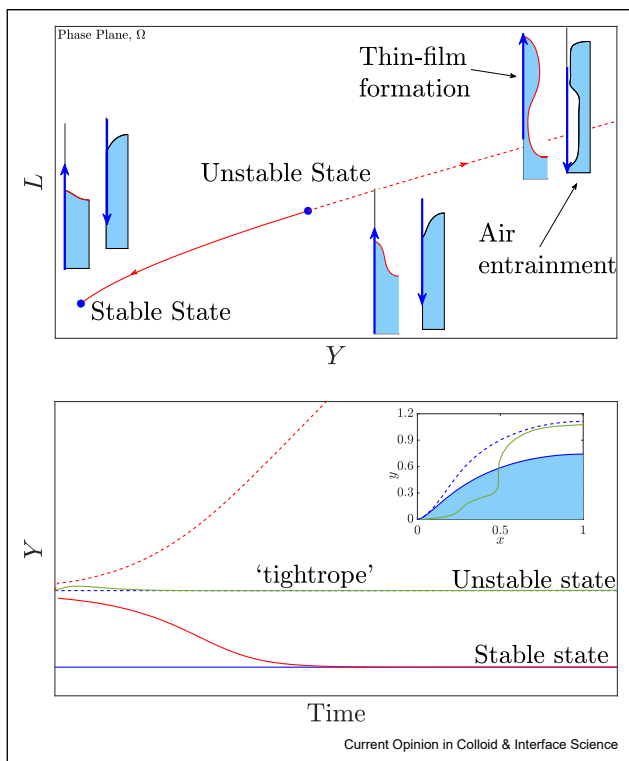 Phase Plane, Ω
Thin-film
formation
Unstable State
L
Air
entrainment
Stable State
Y
1.2
0.9
0.6
0.3
0
y
0
0.5
1
x
Y
'tightrope'
Unstable state
Stable state
Time
Current Opinion in Colloid & Interface Science